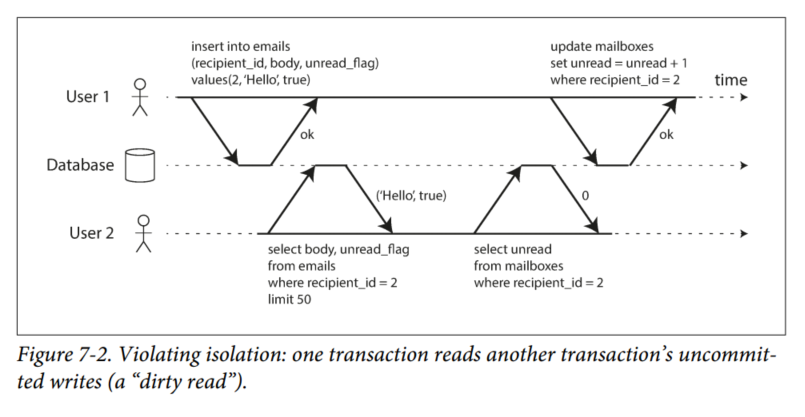 insert into emails
(recipient_id, body, unread_flag)
values(2, ‘Hello’, true)
update mailboxes
set unread = unread + 1
where recipient_id = 2
time
User 1
ok
ok
Database
(‘Hello’, true)
0
User 2
select body, unread_flag
from emails
where recipient_id = 2
limit 50
select unread
from mailboxes
where recipient_id = 2
Figure 7-2. Violating isolation: one transaction reads another transaction’s uncommit-
ted writes (a “dirty read”).